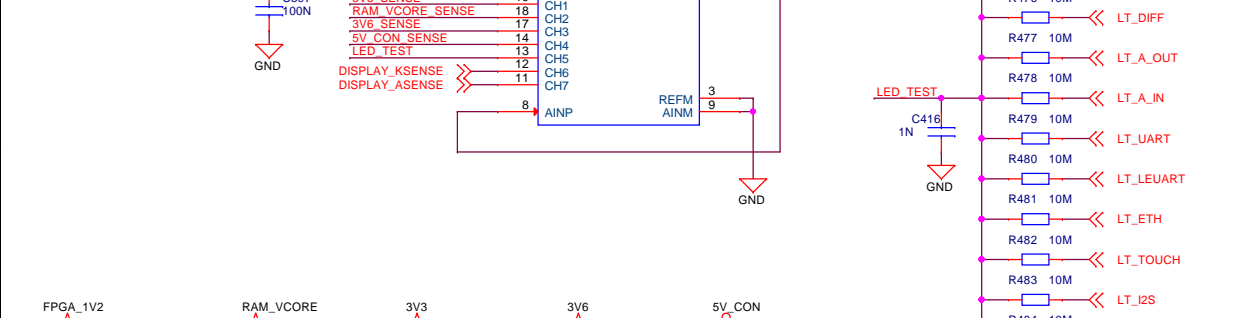 100N
GND
CH1
RAM_VCORE_SENSE 18 CH2
3V6_SENSE 17 CH3
5V_CON_SENSE 14 CH4
LED_TEST 13 CH5
DISPLAY_KSENSE 12 CH6
DISPLAY_ASENSE 11 CH7
8 AINP
REFM 3
AINM 9
GND
LED_TEST
C416
1N
GND
LT_DIFF
R477 10M
LT_A_OUT
R478 10M
LT_A_IN
R479 10M
LT_UART
R480 10M
LT_LEUART
R481 10M
LT_ETH
R482 10M
LT_TOUCH
R483 10M
LT_I2S
FPGA_1V2
RAM_VCORE
3V3
3V6
5V_CON